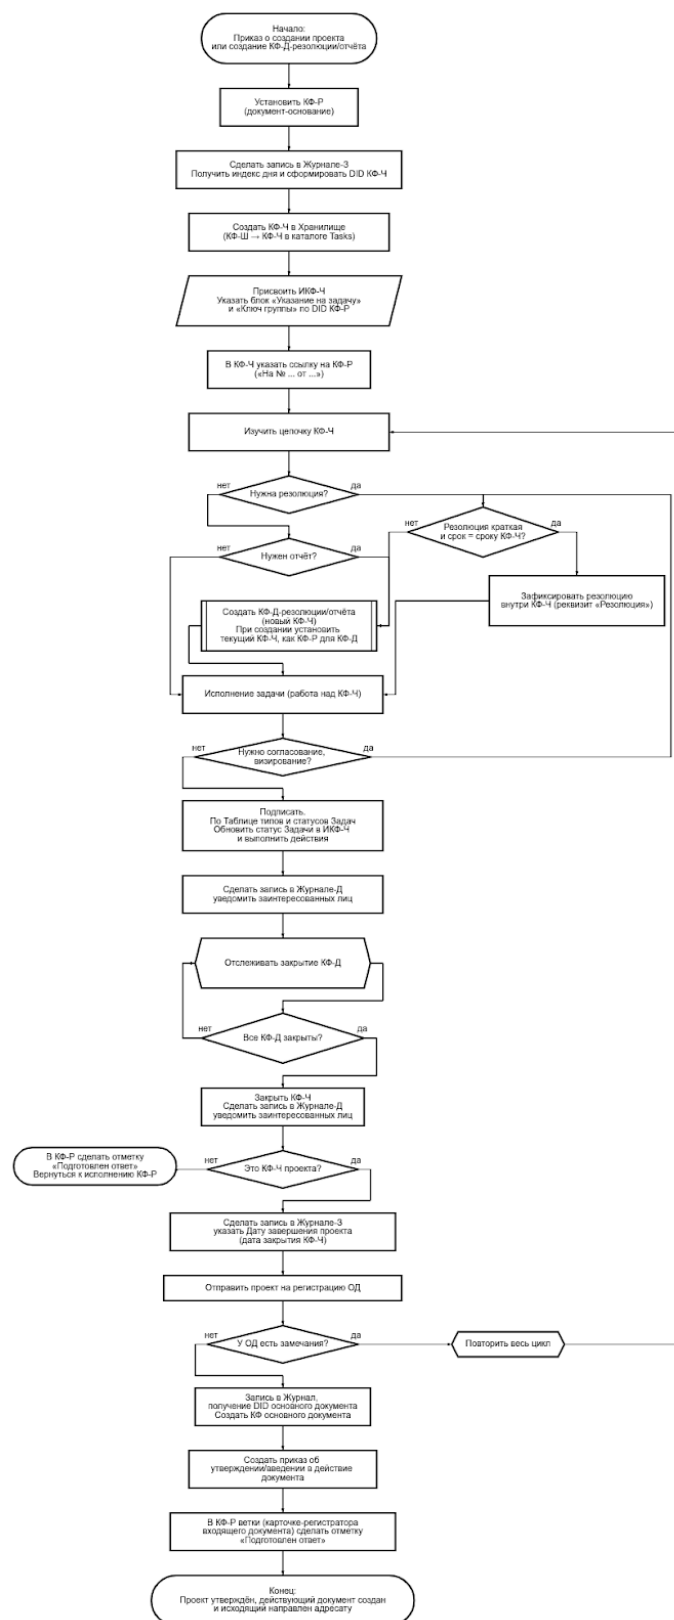 Начало:
Приказ о создании проекта
или создание КФ-Д-резолюции/отчёта
Установить КФ-Р
(документ-основание)
Сделать запись в Журнале-З
Получить индекс дня и сформировать DID КФ-Ч
Создать КФ-Ч в Хранилище
(КФ-Ш → КФ-Ч в каталоге Tasks)
Присвоить ИКФ-Ч
Указать блок «Указание на задачу»
и «Ключ группы» по DID КФ-Р
В КФ-Ч указать ссылку на КФ-Р
(«На № ... от ...»)
Изучить цепочку КФ-Ч
нет
Нужна резолюция?
да
нет
Резолюция краткая
и срок = сроку КФ-Ч?
да
нет
Нужен отчёт?
да
Зафиксировать резолюцию
внутри КФ-Ч (реквизит «Резолюция»)
Создать КФ-Д-резолюции/отчёта
(новый КФ-Ч)
При создании установить
текущий КФ-Ч, как КФ-Р для КФ-Д
Исполнение задачи (работа над КФ-Ч)
нет
Нужно согласование,
визирование?
да
Подписать.
По Таблице типов и статусов Задач
Обновить статус Задачи в ИКФ-Ч
и выполнить действия
Сделать запись в Журнале-Д
уведомить заинтересованных лиц
Отслеживать закрытие КФ-Д
нет
Все КФ-Д закрыты?
да
Закрыть КФ-Ч
Сделать запись в Журнале-Д
уведомить заинтересованных лиц
В КФ-Р сделать отметку
«Подготовлен ответ»
Вернуться к исполнению КФ-Р
нет
Это КФ-Ч проекта?
да
Сделать запись в Журнале-З
указать Дату завершения проекта
(дата закрытия КФ-Ч)
Отправить проект на регистрацию ОД
нет
У ОД есть замечания?
да
Повторить весь цикл
Запись в Журнал,
получение DID основного документа
Создать КФ основного документа
Создать приказ об
утверждении/введении в действие
документа
В КФ-Р ветки (карточке-регистратора
входящего документа) сделать отметку
«Подготовлен ответ»
Конец:
Проект утверждён, действующий документ создан
и исходящий направлен адресату